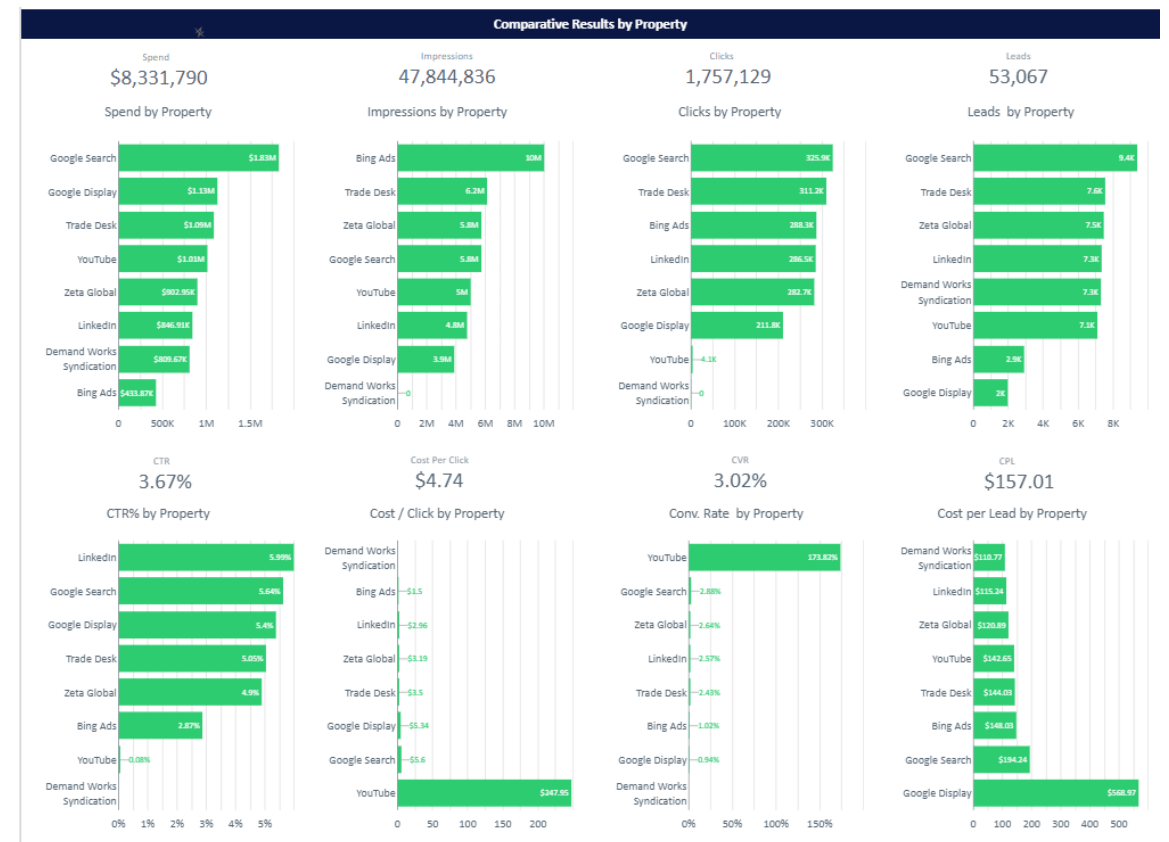 Comparative Results by Property
Spend
$8,331,790
Spend by Property
Google Search $1.83M
Google Display $1.13M
Trade Desk $1.09M
YouTube $1.01M
Zeta Global $902.95K
LinkedIn $846.91K
Demand Works
Syndication $809.67K
Bing Ads $433.87K
0 500K 1M 1.5M
Impressions
47,844,836
Impressions by Property
Bing Ads 10M
Trade Desk 6.2M
Zeta Global 5.8M
Google Search 5.8M
YouTube 5M
LinkedIn 4.8M
Google Display 3.9M
Demand Works
Syndication 0
0 2M 4M 6M 8M 10M
Clicks
1,757,129
Clicks by Property
Google Search 325.9K
Trade Desk 311.2K
Bing Ads 288.3K
LinkedIn 286.5K
Zeta Global 282.7K
Google Display 211.8K
YouTube 4.1K
Demand Works
Syndication 0
0 100K 200K 300K
Leads
53,067
Leads by Property
Google Search 9.4K
Trade Desk 7.6K
Zeta Global 7.5K
LinkedIn 7.3K
Demand Works
Syndication 7.3K
YouTube 7.1K
Bing Ads 2.9K
Google Display 2K
0 2K 4K 6K 8K
CTR
3.67%
CTR% by Property
LinkedIn 5.99%
Google Search 5.64%
Google Display 5.4%
Trade Desk 5.05%
Zeta Global 4.9%
Bing Ads 2.87%
YouTube 0.08%
Demand Works
Syndication
0% 1% 2% 3% 4% 5%
Cost Per Click
$4.74
Cost / Click by Property
Demand Works
Syndication
Bing Ads $1.5
LinkedIn $2.96
Zeta Global $3.19
Trade Desk $3.5
Google Display $5.34
Google Search $5.6
YouTube $247.95
0 50 100 150 200
CVR
3.02%
Conv. Rate by Property
YouTube 173.82%
Google Search 2.88%
Zeta Global 2.64%
LinkedIn 2.57%
Trade Desk 2.43%
Bing Ads 1.02%
Google Display 0.94%
Demand Works
Syndication
0% 50% 100% 150%
CPL
$157.01
Cost per Lead by Property
Demand Works
Syndication $110.77
LinkedIn $115.24
Zeta Global $120.89
YouTube $142.65
Trade Desk $144.03
Bing Ads $148.03
Google Search $194.24
Google Display $568.97
0 100 200 300 400 500